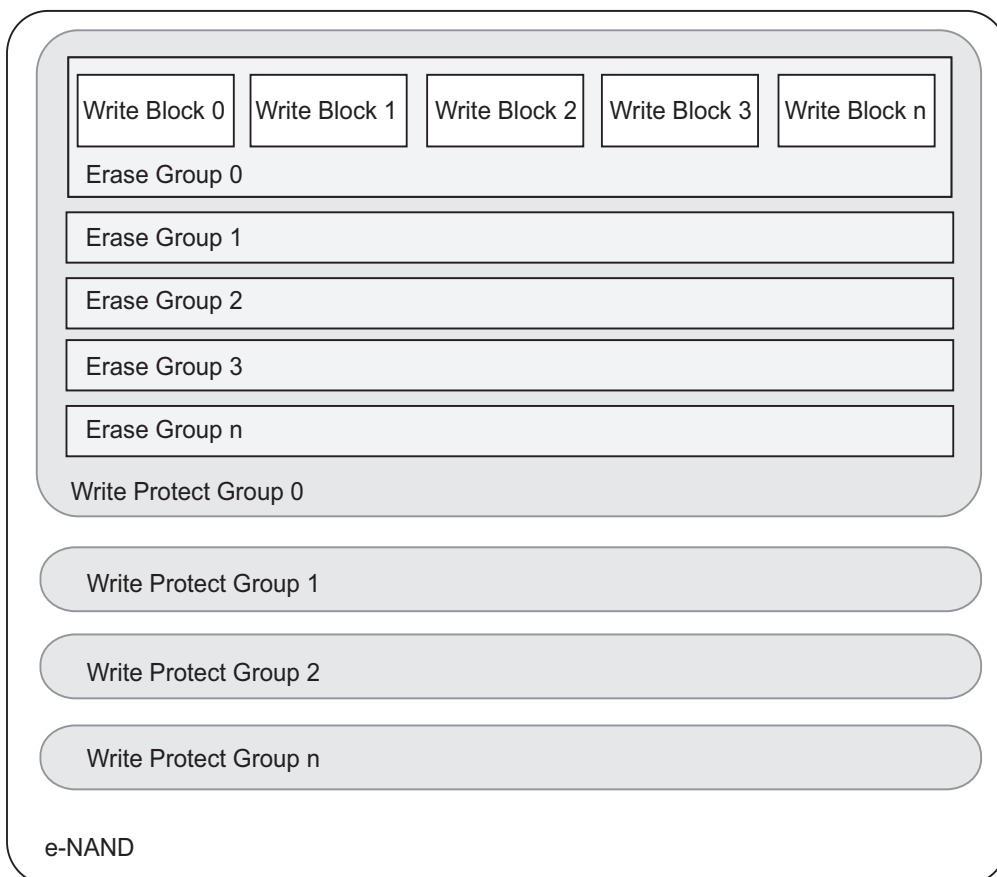 Write Block 0
Write Block 1
Write Block 2
Write Block 3
Write Block n
Erase Group 0
Erase Group 1
Erase Group 2
Erase Group 3
Erase Group n
Write Protect Group 0
Write Protect Group 1
Write Protect Group 2
Write Protect Group n
e-NAND